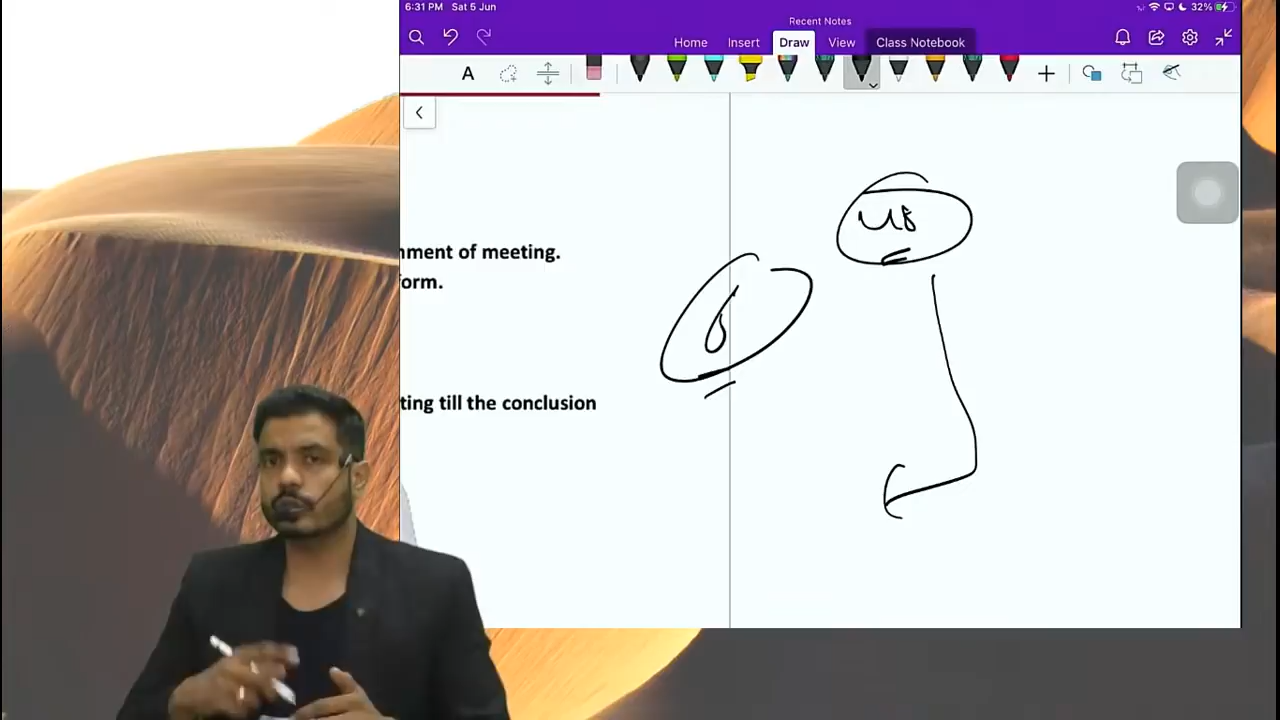 6:31 PM Sat 5 Jun
32%
Recent Notes
Home Insert Draw View Class Notebook
A
nment of meeting.
form.
ting till the conclusion
48